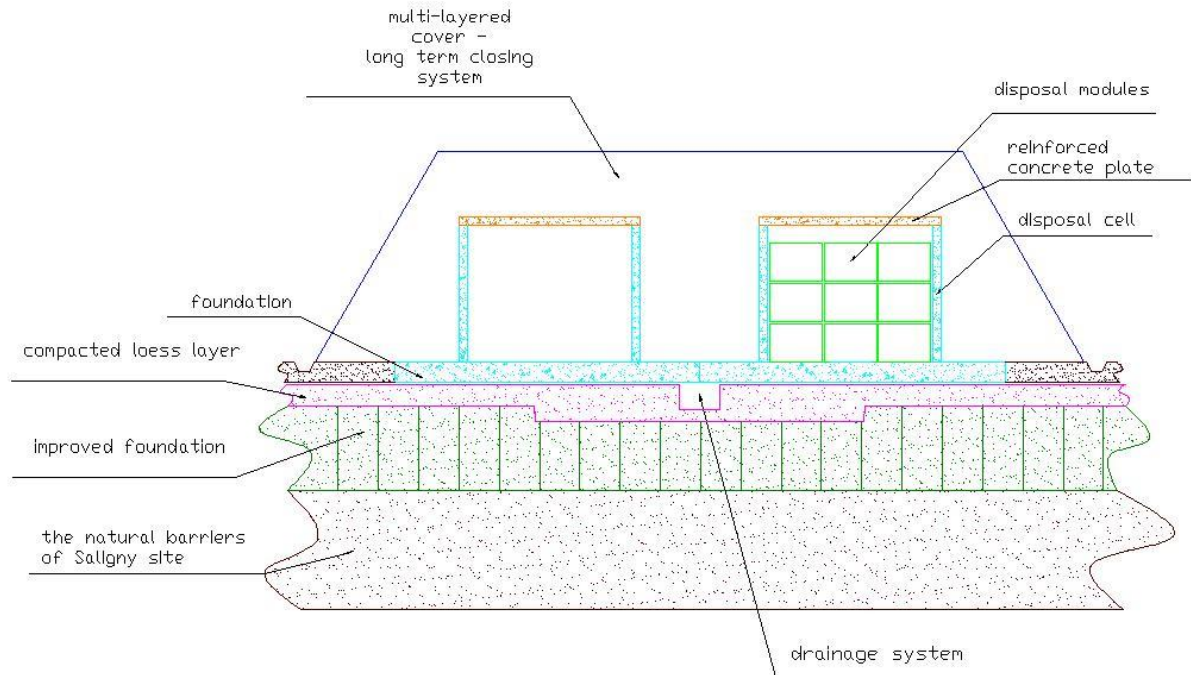 multi-layered
cover -
long term closing
system
disposal modules
reinforced
concrete plate
disposal cell
foundation
compacted loess layer
improved foundation
the natural barriers
of Saligny site
drainage system